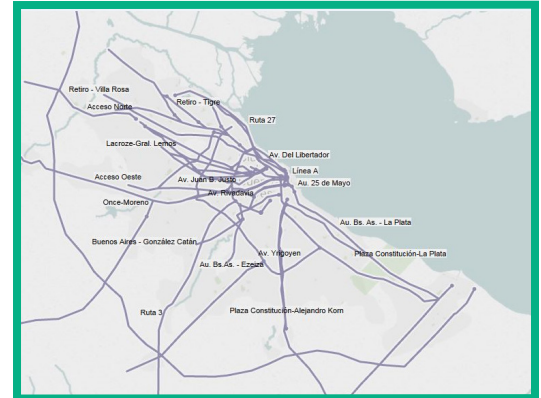 Retiro - Villa Rosa
Retiro - Tigre
Acceso Norte
Ruta 27
Lacroze-Gral. Lemos
Av. Del Libertador
Línea A
Acceso Oeste
Av. Juan B. Justo
Au. 25 de Mayo
Av. Rivadavia
Once-Moreno
Au. Bs. As. - La Plata
Buenos Aires - González Catán
Av. Yrigoyen
Plaza Constitución-La Plata
Au. Bs.As. - Ezeiza
Ruta 3
Plaza Constitución-Alejandro Korn